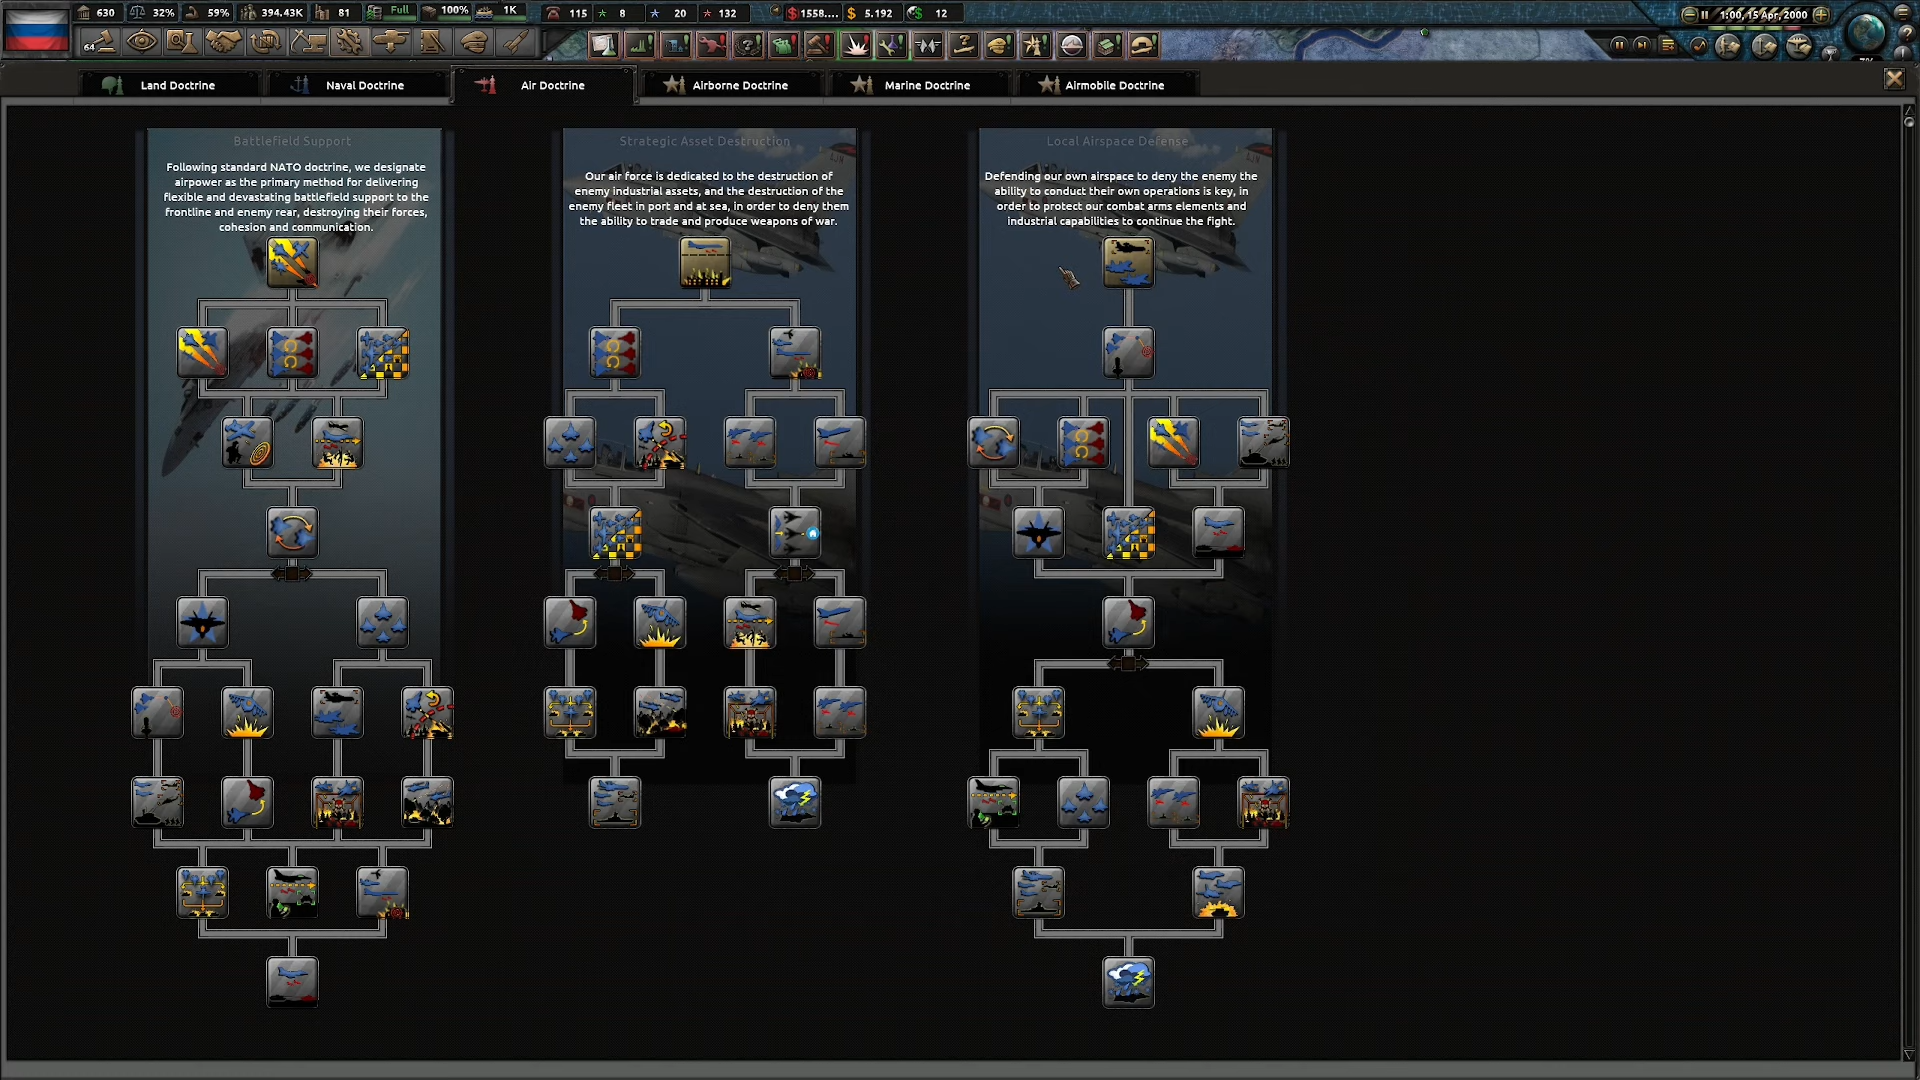 630 32% 59% 394.43K 81 Full 100% 1K 115 8 20 132 $1558.... 5.192 12
1:00, 15 Apr, 2000
64
Land Doctrine
Naval Doctrine
Air Doctrine
Airborne Doctrine
Marine Doctrine
Airmobile Doctrine
Battlefield Support
Following standard NATO doctrine, we designate
airpower as the primary method for delivering
flexible and devastating battlefield support to the
frontline and enemy rear, destroying their forces,
cohesion and communication.
Strategic Asset Destruction
Our air force is dedicated to the destruction of
enemy industrial assets, and the destruction of the
enemy fleet in port and at sea, in order to deny them
the ability to trade and produce weapons of war.
Local Airspace Defense
Defending our own airspace to deny the enemy the
ability to conduct their own operations is key, in
order to protect our combat arms elements and
industrial capabilities to continue the fight.